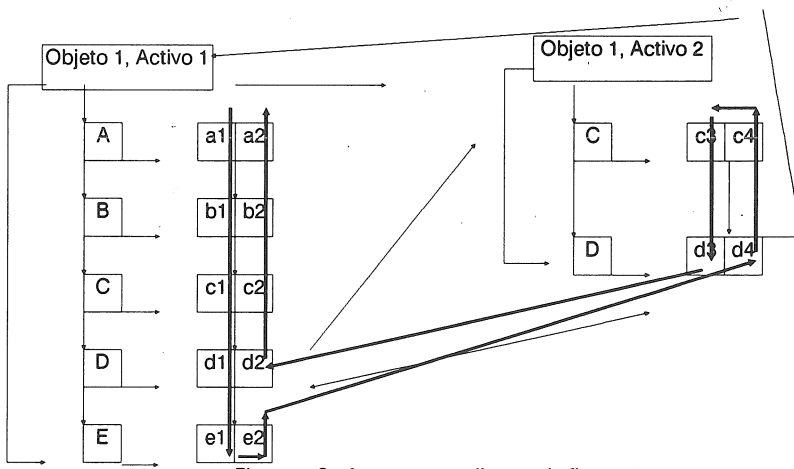 Objeto 1, Activo 1
Objeto 1, Activo 2
A
a1 a2
C
c3 c4
B
b1 b2
D
d3 d4
C
c1 c2
D
d1 d2
E
e1 e2